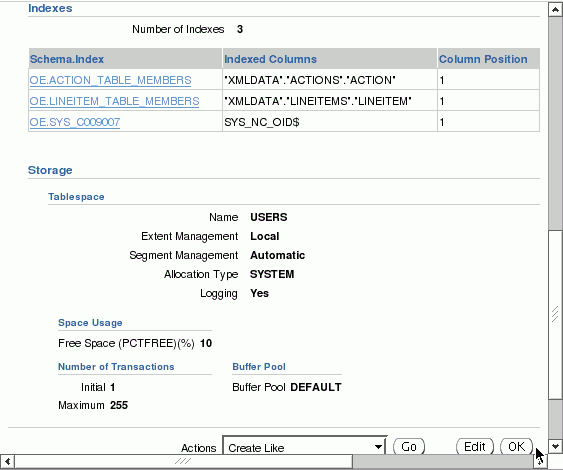 Indexes
Number of Indexes 3
Schema.Index Indexed Columns Column Position
OE.ACTION_TABLE_MEMBERS "XMLDATA"."ACTIONS"."ACTION" 1
OE.LINEITEM_TABLE_MEMBERS "XMLDATA"."LINEITEMS"."LINEITEM" 1
OE.SYS_C009007 SYS_NC_OID$ 1
Storage
Tablespace
Name USERS
Extent Management Local
Segment Management Automatic
Allocation Type SYSTEM
Logging Yes
Space Usage
Free Space (PCTFREE)(%) 10
Number of Transactions Buffer Pool
Initial 1 Buffer Pool DEFAULT
Maximum 255
Actions Create Like Go Edit OK